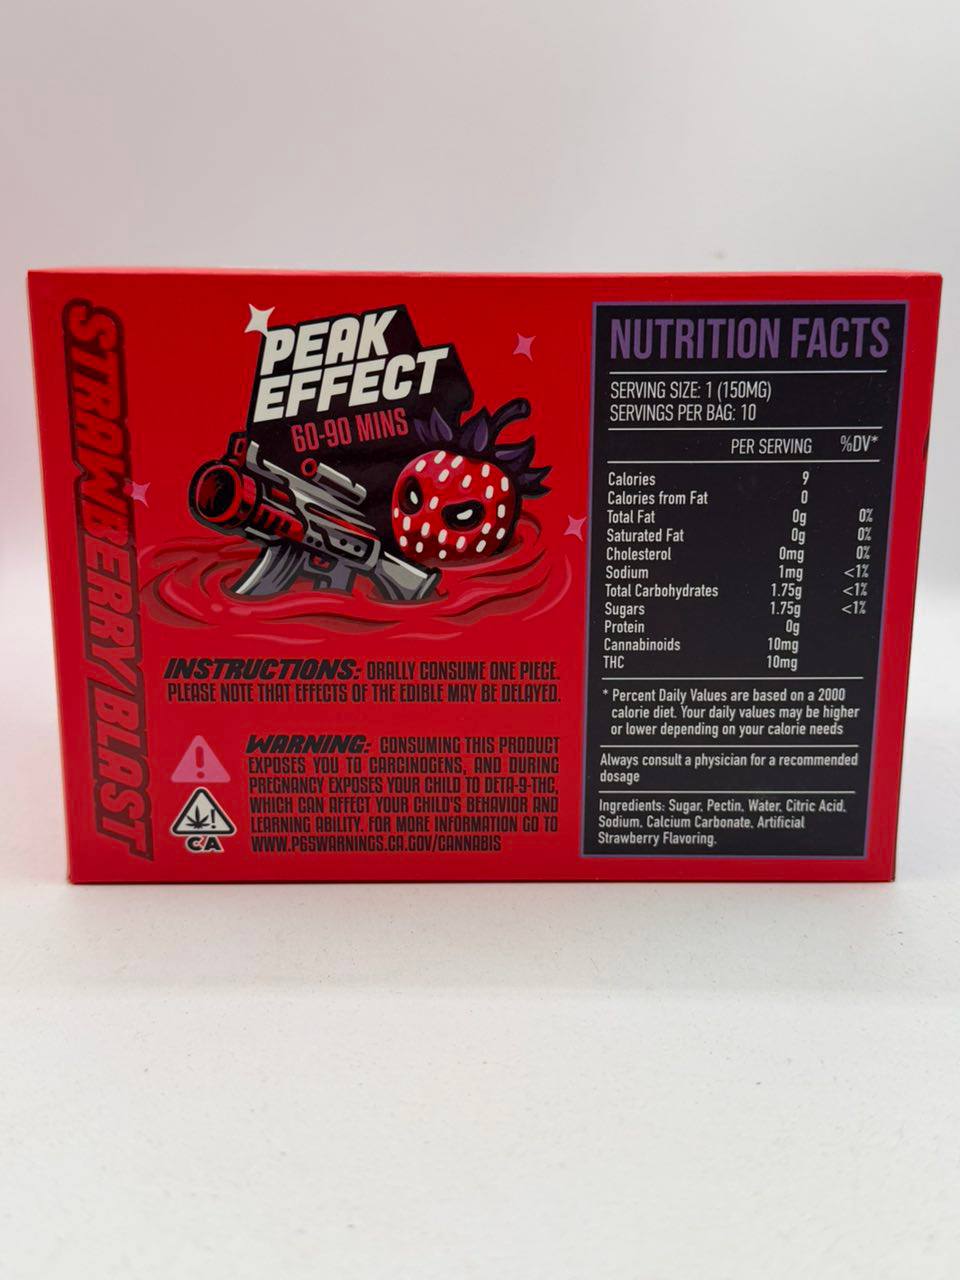 STRAWBERRY BLAST
PEAK
EFFECT
60-90 MINS
INSTRUCTIONS: ORALLY CONSUME ONE PIECE.
PLEASE NOTE THAT EFFECTS OF THE EDIBLE MAY BE DELAYED.
WARNING: CONSUMING THIS PRODUCT
EXPOSES YOU TO CARCINOGENS, AND DURING
PREGNANCY EXPOSES YOUR CHILD TO DETA-9-THC,
WHICH CAN AFFECT YOUR CHILD'S BEHAVIOR AND
LEARNING ABILITY. FOR MORE INFORMATION GO TO
WWW.P65WARNINGS.CA.GOV/CANNABIS
!
!
CA
NUTRITION FACTS
SERVING SIZE: 1 (150MG)
SERVINGS PER BAG: 10
PER SERVING %DV*
Calories 9
Calories from Fat 0
Total Fat 0g 0%
Saturated Fat 0g 0%
Cholesterol 0mg 0%
Sodium 1mg <1%
Total Carbohydrates 1.75g <1%
Sugars 1.75g <1%
Protein 0g
Cannabinoids 10mg
THC 10mg
* Percent Daily Values are based on a 2000
calorie diet. Your daily values may be higher
or lower depending on your calorie needs
Always consult a physician for a recommended
dosage
Ingredients: Sugar, Pectin, Water, Citric Acid,
Sodium, Calcium Carbonate, Artificial
Strawberry Flavoring.